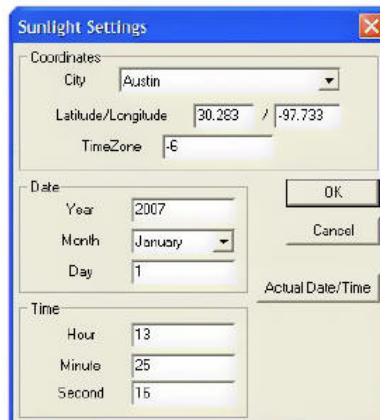 Sunlight Settings
Coordinates
City Austin
Latitude/Longitude 30.283 / -97.733
TimeZone -6
Date
Year 2007
Month January
Day 1
OK
Cancel
Actual Date/Time
Time
Hour 13
Minute 25
Second 16